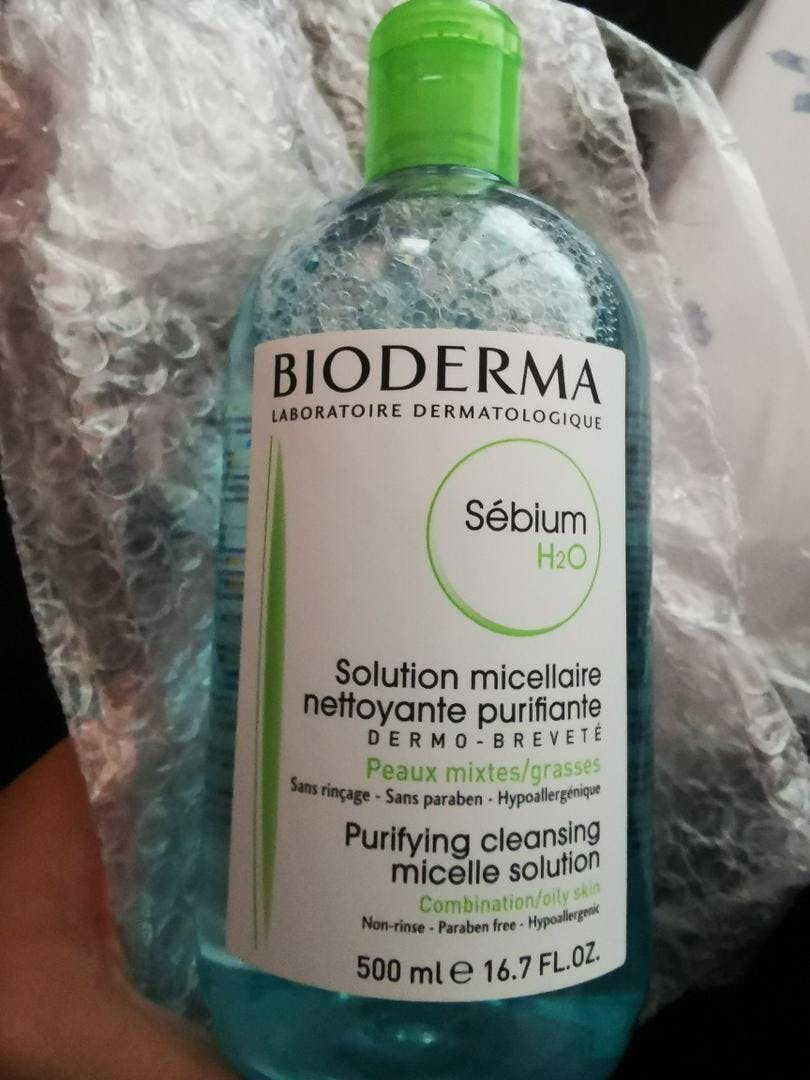 BIODERMA
LABORATOIRE DERMATOLOGIQUE
Sébium
H2O
Solution micellaire
nettoyante purifiante
DERMO-BREVETÉ
Peaux mixtes/grasses
Sans rinçage - Sans paraben - Hypoallergénique
Purifying cleansing
micelle solution
Combination/oily skin
Non-rinse - Paraben free - Hypoallergenic
500 ml ℮ 16.7 FL.OZ.